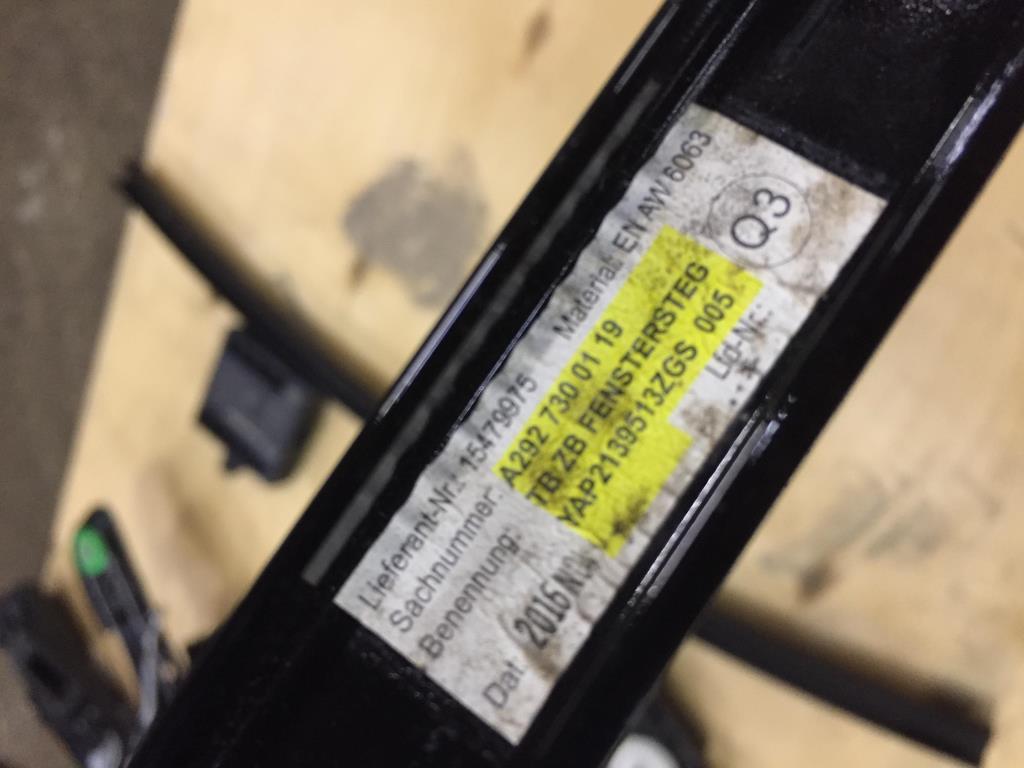 Lieferant-Nr.: 15479975 Material: EN AW 6063
Sachnummer: A292 730 01 19
Q3
Benennung: TB ZB FENSTERSTEG
YAP2139513ZGS 005
Dat 2016 Lfd-Nr.: